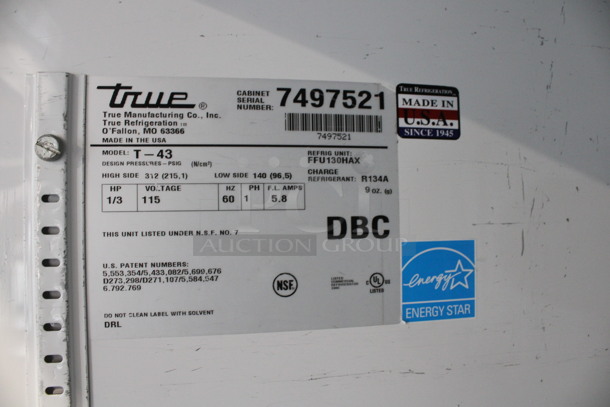 True ®
True Manufacturing Co., Inc.
True Refrigeration TM
O'Fallon, MO 63366
MADE IN THE USA
CABINET SERIAL NUMBER: 7497521
7497521
MODEL: T-43
DESIGN PRESSURES-PSIG (N/cm²)
REFRIG UNIT: FFU130HAX
HIGH SIDE 312 (215,1) LOW SIDE 140 (96,5)
CHARGE
REFRIGERANT: R134A
9 oz. (g)
HP VOLTAGE HZ PH F.L. AMPS
1/3 115 60 1 5.8
THIS UNIT LISTED UNDER N.S.F. NO. 7
DBC
AUCTION GROUP
U.S. PATENT NUMBERS:
5,553,354/5,433,082/5,699,676
D273,298/D271,107/5,584,547
6,792,769
NSF
C UL US
LISTED
DO NOT CLEAN LABEL WITH SOLVENT
DRL
TRUE REFRIGERATION
MADE IN
U.S.A.
SINCE 1945
energy
ENERGY STAR